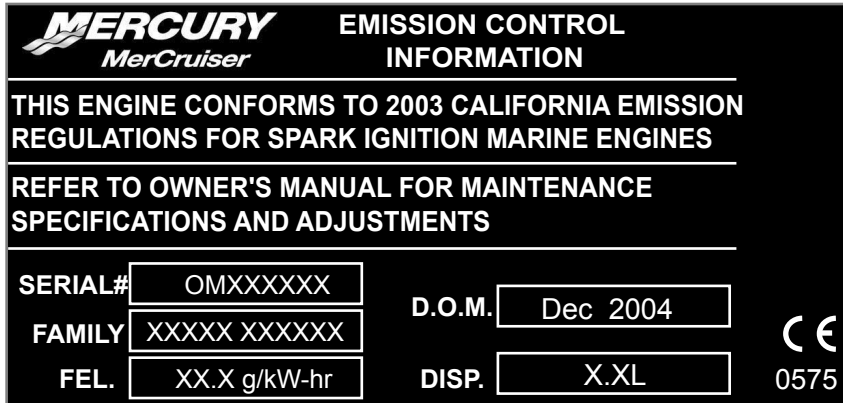 MERCURY
MerCruiser
EMISSION CONTROL
INFORMATION
THIS ENGINE CONFORMS TO 2003 CALIFORNIA EMISSION
REGULATIONS FOR SPARK IGNITION MARINE ENGINES
REFER TO OWNER'S MANUAL FOR MAINTENANCE
SPECIFICATIONS AND ADJUSTMENTS
SERIAL# OMXXXXXX
D.O.M. Dec 2004
FAMILY XXXXX XXXXXX
FEL. XX.X g/kW-hr
DISP. X.XL
CE
0575